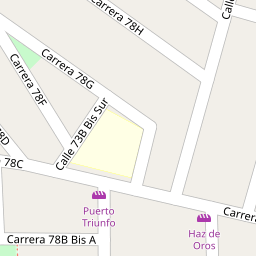 Carrera 78H
Calle
Carrera 78G
Carrera 78F
Calle 73B Bis Sur
78D
78C
Puerto
Triunfo
Haz de
Oros
Carrera
Carrera 78B Bis A